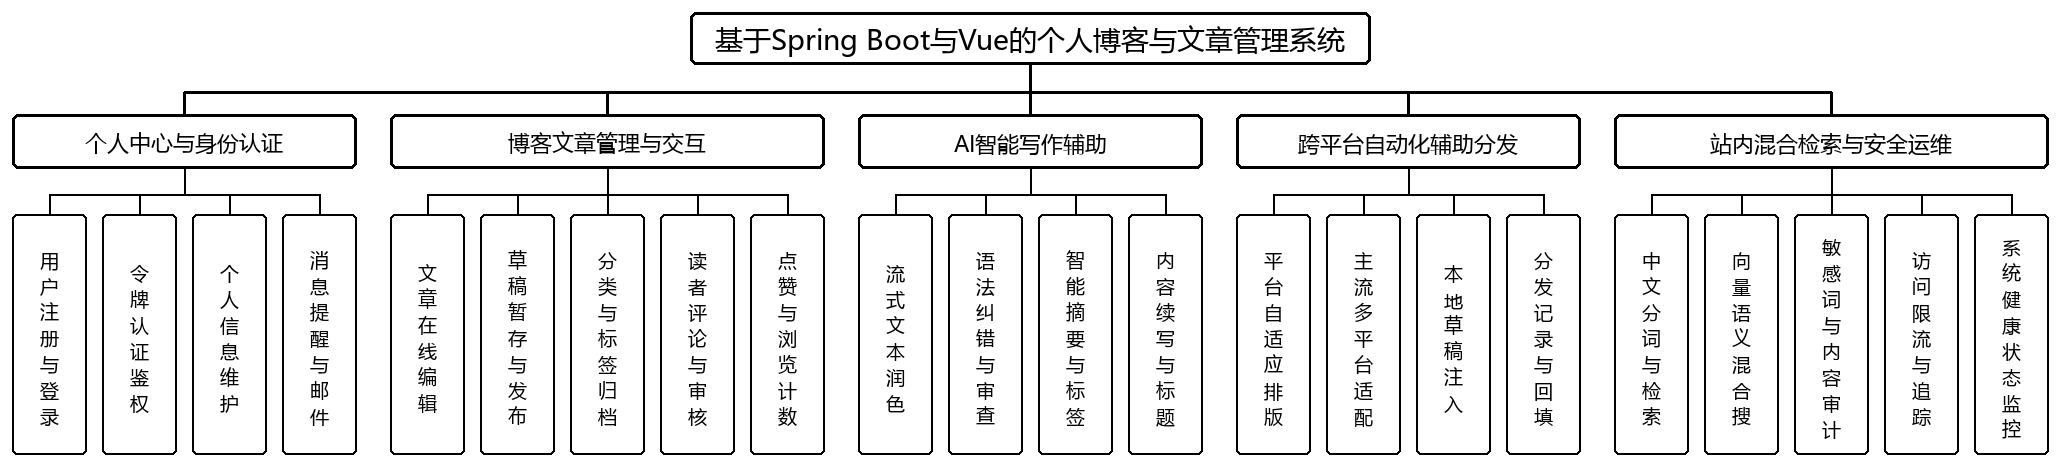 基于Spring Boot与Vue的个人博客与文章管理系统
个人中心与身份认证
博客文章管理与交互
AI智能写作辅助
跨平台自动化辅助分发
站内混合检索与安全运维
用户注册与登录
令牌认证鉴权
个人信息维护
消息提醒与邮件
文章在线编辑
草稿暂存与发布
分类与标签归档
读者评论与审核
点赞与浏览计数
流式文本润色
语法纠错与审查
智能摘要与标签
内容续写与标题
平台自适应排版
主流多平台适配
本地草稿注入
分发记录与回填
中文分词与检索
向量语义混合搜
敏感词与内容审计
访问限流与追踪
系统健康状态监控